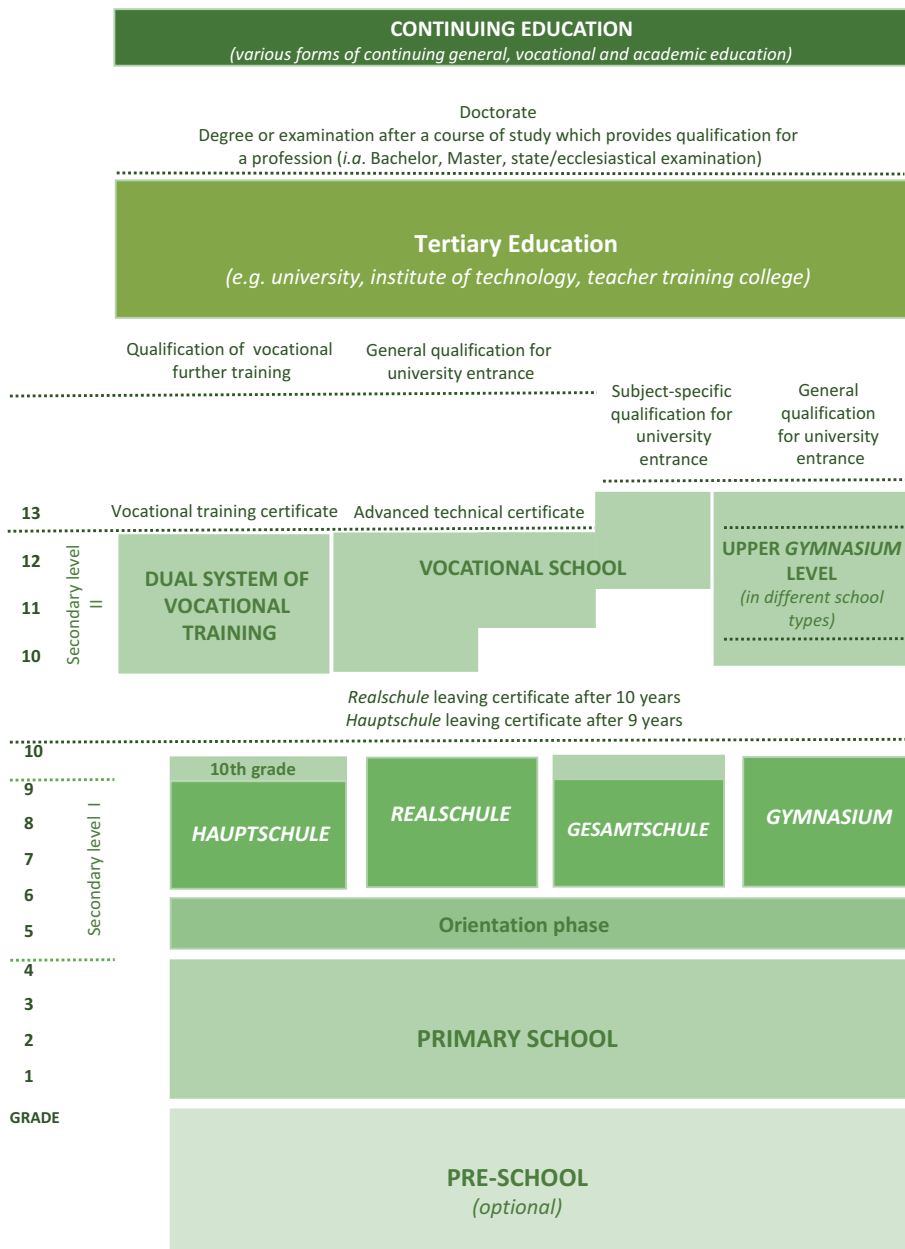 CONTINUING EDUCATION
(various forms of continuing general, vocational and academic education)
Doctorate
Degree or examination after a course of study which provides qualification for
a profession (i.a. Bachelor, Master, state/ecclesiastical examination)
Tertiary Education
(e.g. university, institute of technology, teacher training college)
Qualification of vocational
further training
General qualification for
university entrance
Subject-specific
qualification for
university
entrance
General
qualification
for university
entrance
13
Vocational training certificate
Advanced technical certificate
12
11
10
Secondary level
II
DUAL SYSTEM OF
VOCATIONAL
TRAINING
VOCATIONAL SCHOOL
UPPER GYMNASIUM
LEVEL
(in different school
types)
Realschule leaving certificate after 10 years
Hauptschule leaving certificate after 9 years
10
9
8
7
6
5
Secondary level I
10th grade
HAUPTSCHULE
REALSCHULE
GESAMTSCHULE
GYMNASIUM
Orientation phase
4
3
2
1
PRIMARY SCHOOL
GRADE
PRE-SCHOOL
(optional)